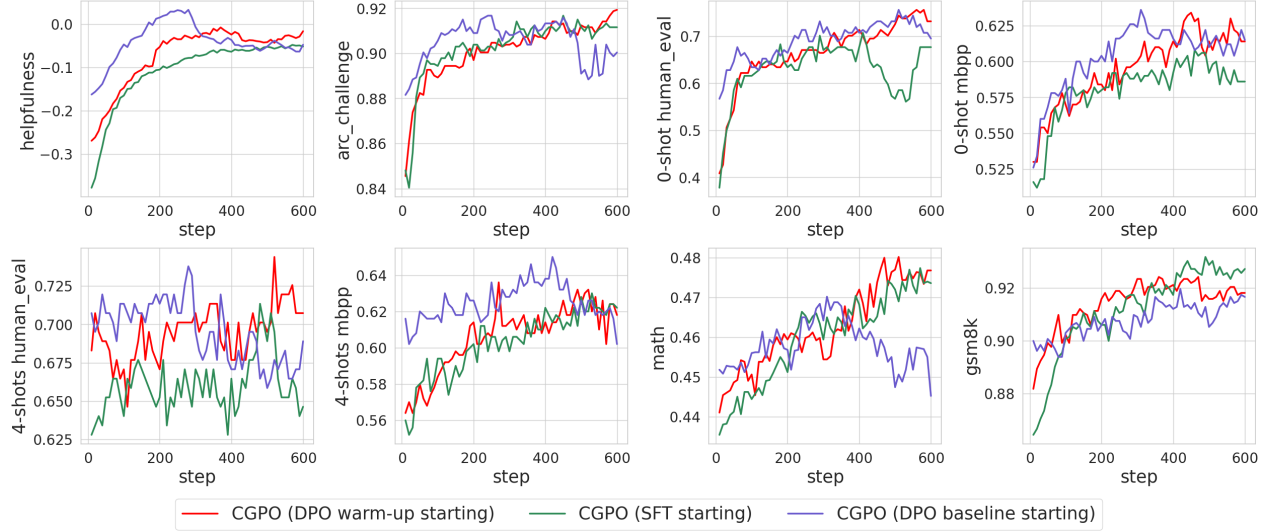 helpfulness
0.0
−0.1
−0.2
−0.3
0 200 400 600
step
arc_challenge
0.92
0.90
0.88
0.86
0.84
0 200 400 600
step
0-shot human_eval
0.7
0.6
0.5
0.4
0 200 400 600
step
0-shot mbpp
0.625
0.600
0.575
0.550
0.525
0 200 400 600
step
4-shots human_eval
0.725
0.700
0.675
0.650
0.625
0 200 400 600
step
4-shots mbpp
0.64
0.62
0.60
0.58
0.56
0 200 400 600
step
math
0.48
0.47
0.46
0.45
0.44
0 200 400 600
step
gsm8k
0.92
0.90
0.88
0 200 400 600
step
CGPO (DPO warm-up starting) CGPO (SFT starting) CGPO (DPO baseline starting)